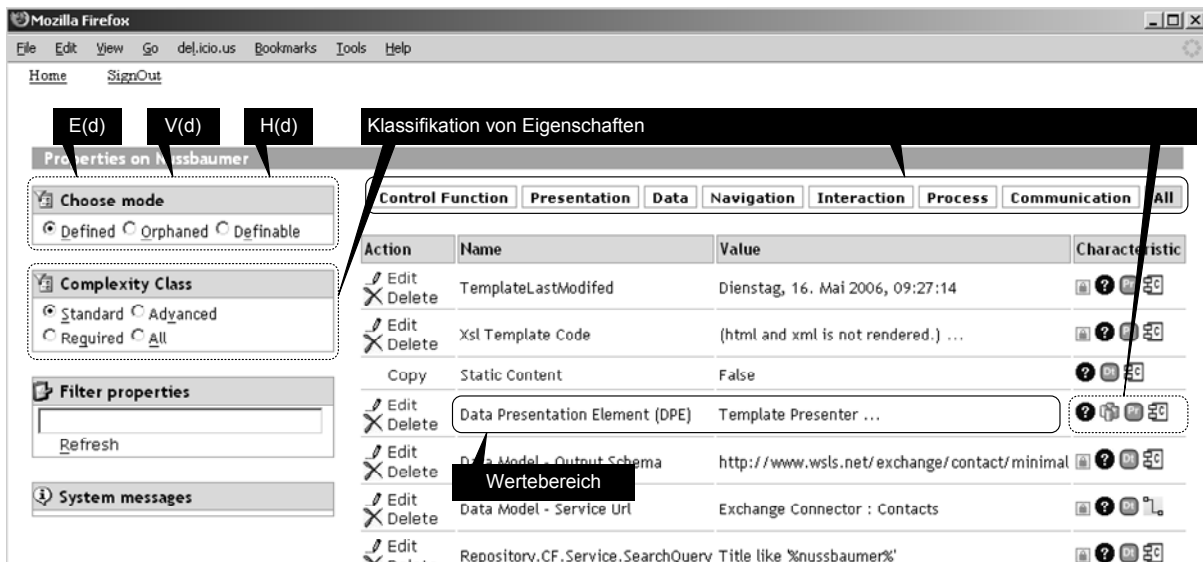 Mozilla Firefox
File Edit View Go del.icio.us Bookmarks Tools Help
Home SignOut
E(d) V(d) H(d) Klassifikation von Eigenschaften
Properties on Nussbaumer
Choose mode
Defined Orphaned Definable
Complexity Class
Standard Advanced
Required All
Filter properties
Refresh
System messages
Control Function Presentation Data Navigation Interaction Process Communication All
Action Name Value Characteristic
Edit
Delete TemplateLastModifed Dienstag, 16. Mai 2006, 09:27:14
Edit
Delete Xsl Template Code (html and xml is not rendered.) ...
Copy Static Content False
Edit
Delete Data Presentation Element (DPE) Template Presenter ...
Edit
Delete Data Model - Output Schema http://www.wsls.net/exchange/contact/minimal
Wertebereich
Edit
Delete Data Model - Service Url Exchange Connector : Contacts
Edit
Repository.CF.Service.SearchQuery Title like '%nussbaumer%'